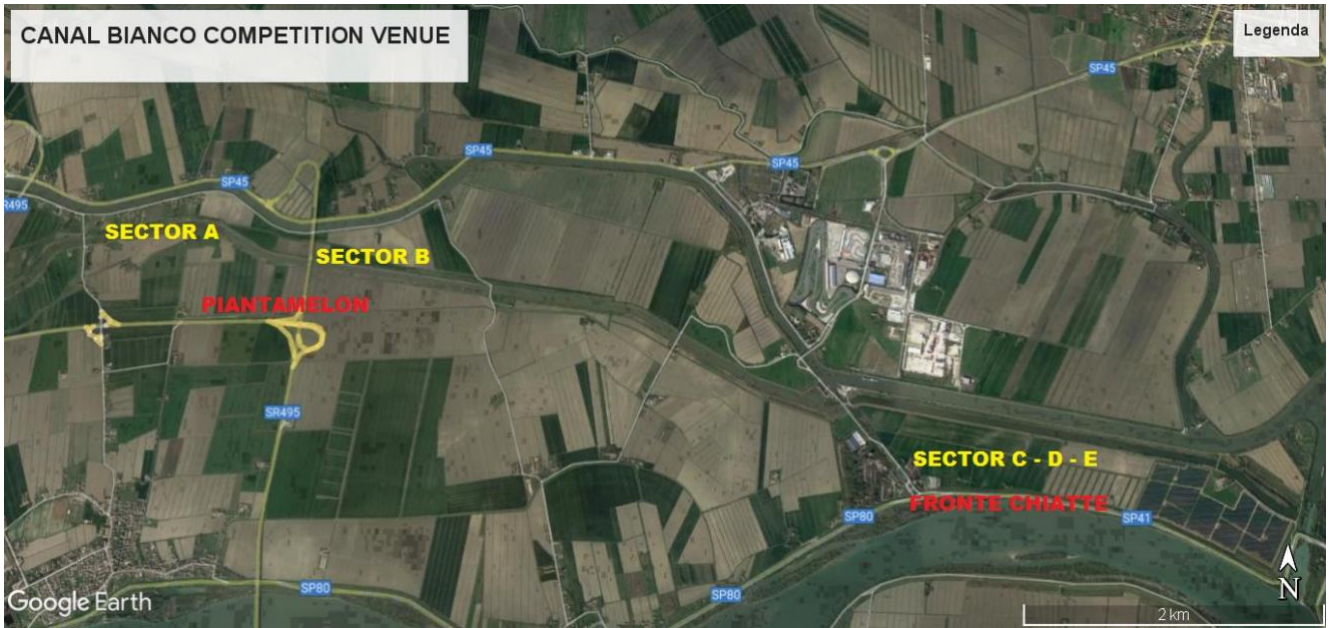 CANAL BIANCO COMPETITION VENUE
Legenda
SP45
SP45
SP45
SP45
R495
SECTOR A
SECTOR B
PIANTAMELON
SR495
SECTOR C - D - E
FRONTE CHIATTE
SP80
SP41
SP80
SP80
Google Earth
N
2 km